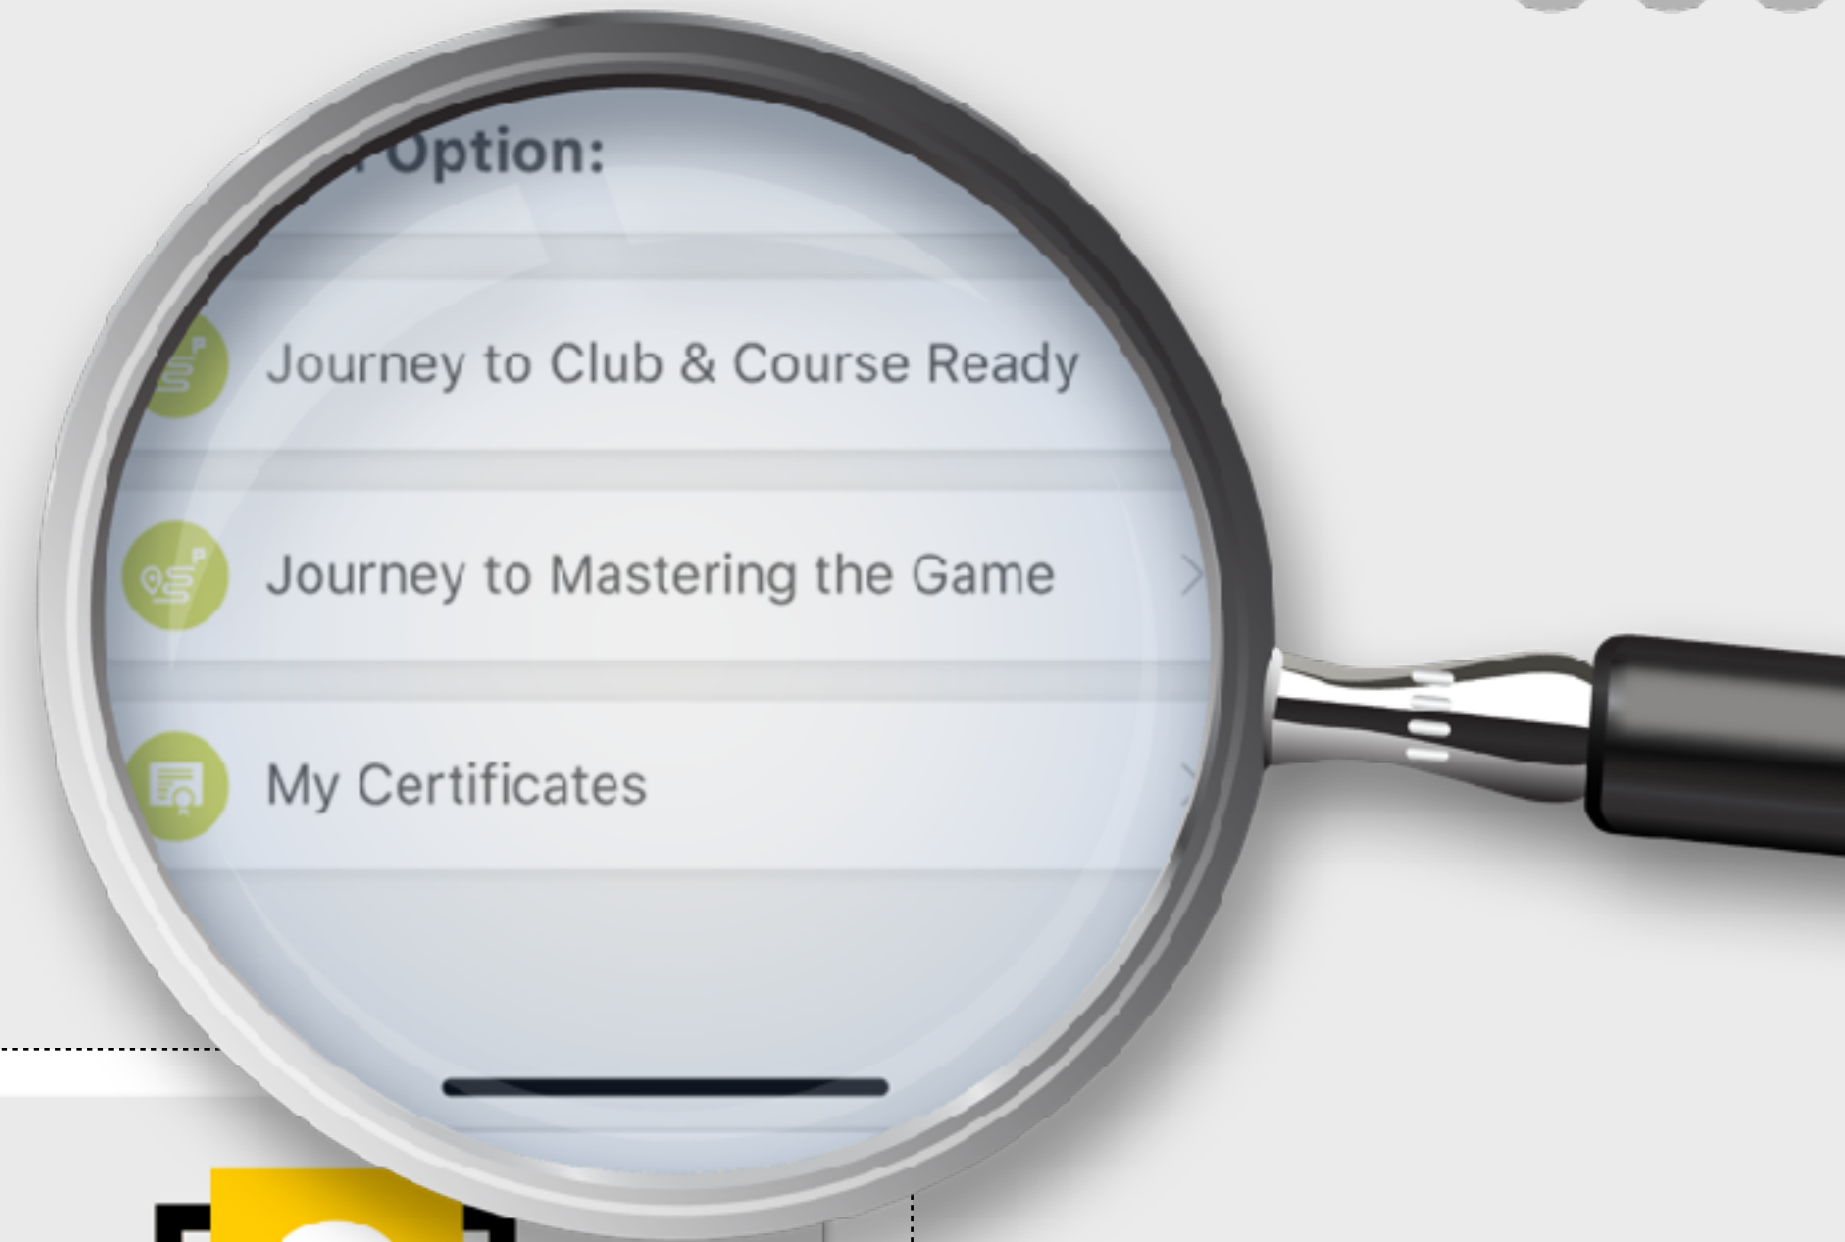 Option:
Journey to Club & Course Ready
Journey to Mastering the Game
My Certificates